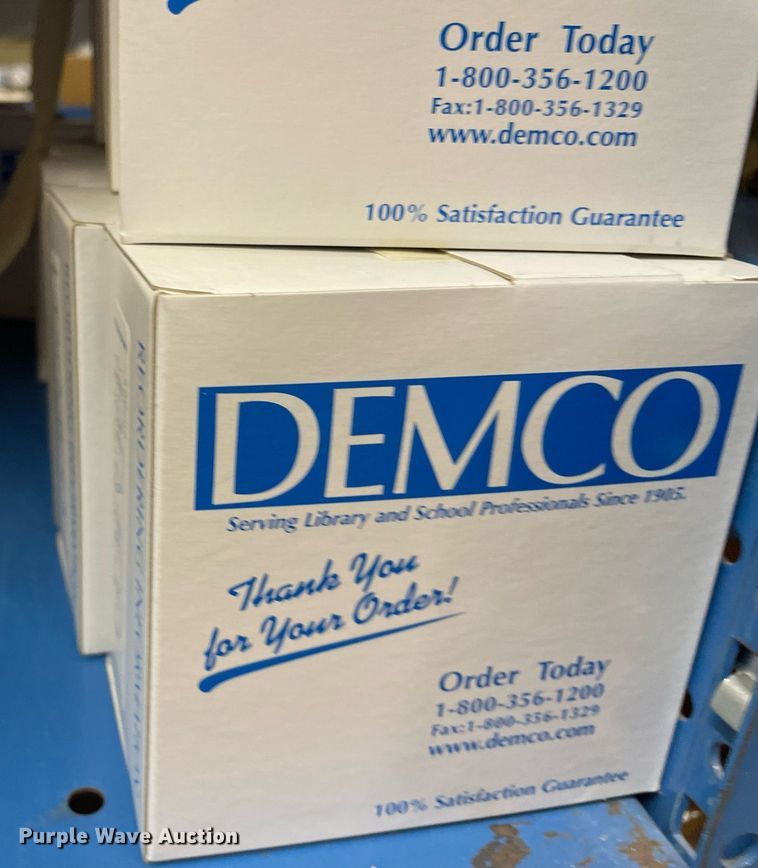 Order Today
1-800-356-1200
Fax:1-800-356-1329
www.demco.com
100% Satisfaction Guarantee
DEMCO
Serving Library and School Professionals Since 1905.
Thank You
for Your Order!
Order Today
1-800-356-1200
Fax:1-800-356-1329
www.demco.com
100% Satisfaction Guarantee
Purple Wave Auction